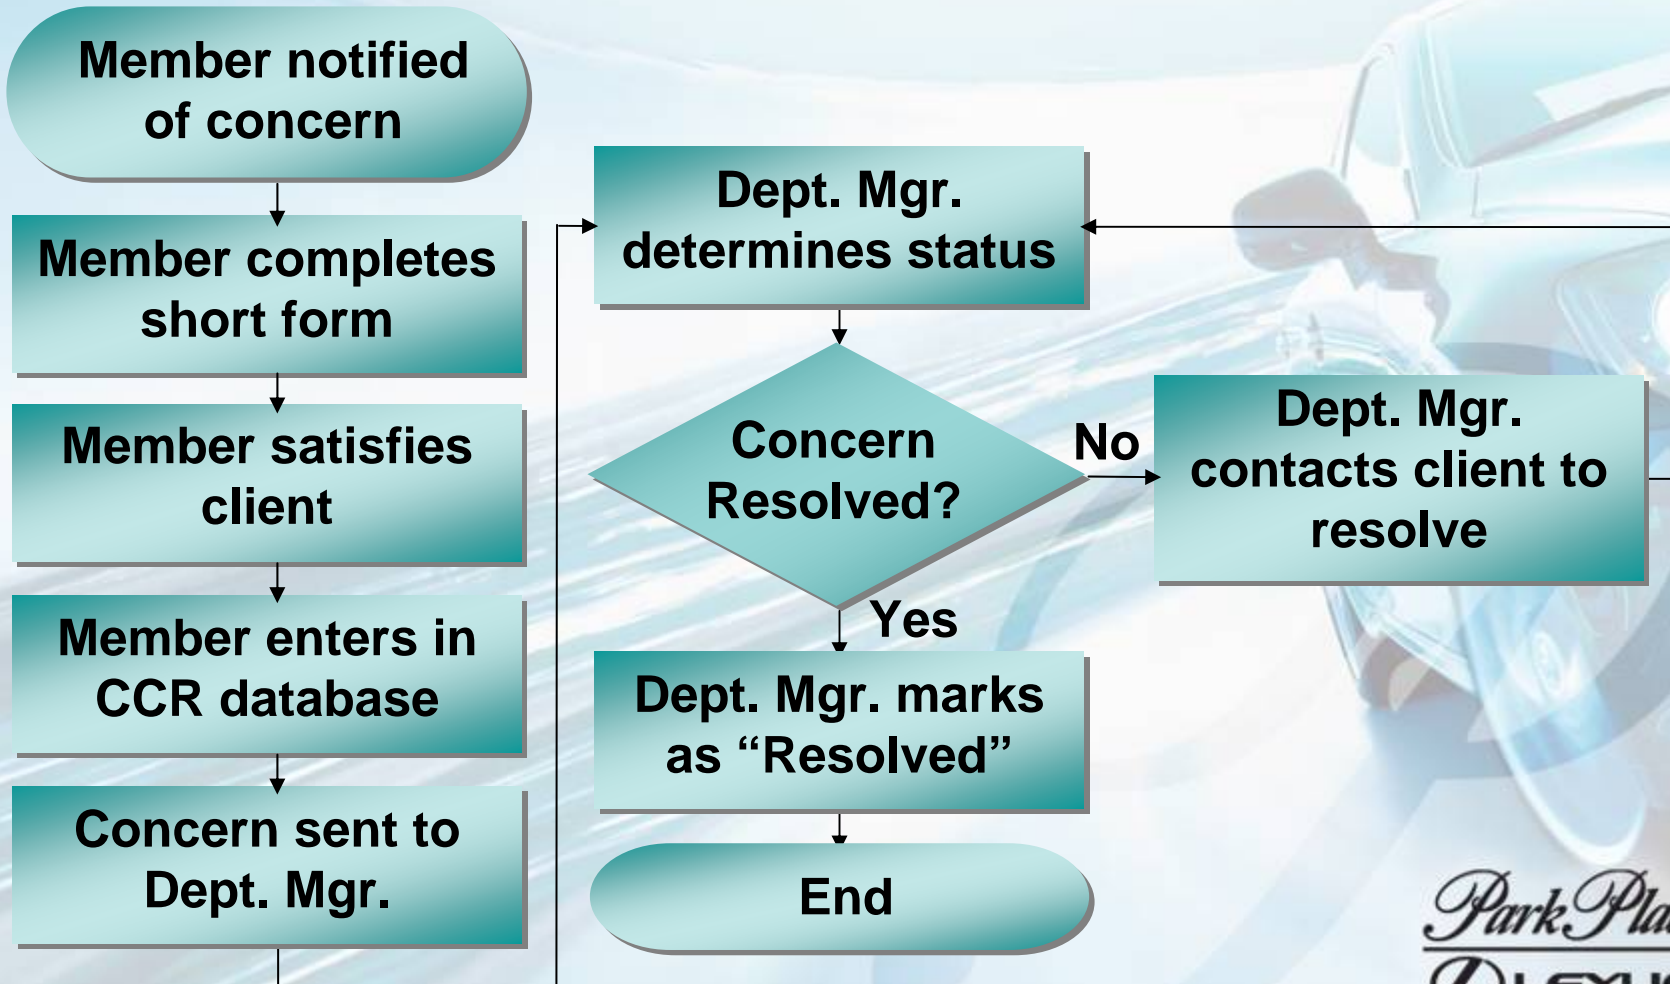 Member notified
of concern
Member completes
short form
Member satisfies
client
Member enters in
CCR database
Concern sent to
Dept. Mgr.
Dept. Mgr.
determines status
Concern
Resolved?
No
Dept. Mgr.
contacts client to
resolve
Yes
Dept. Mgr. marks
as “Resolved”
End
Park